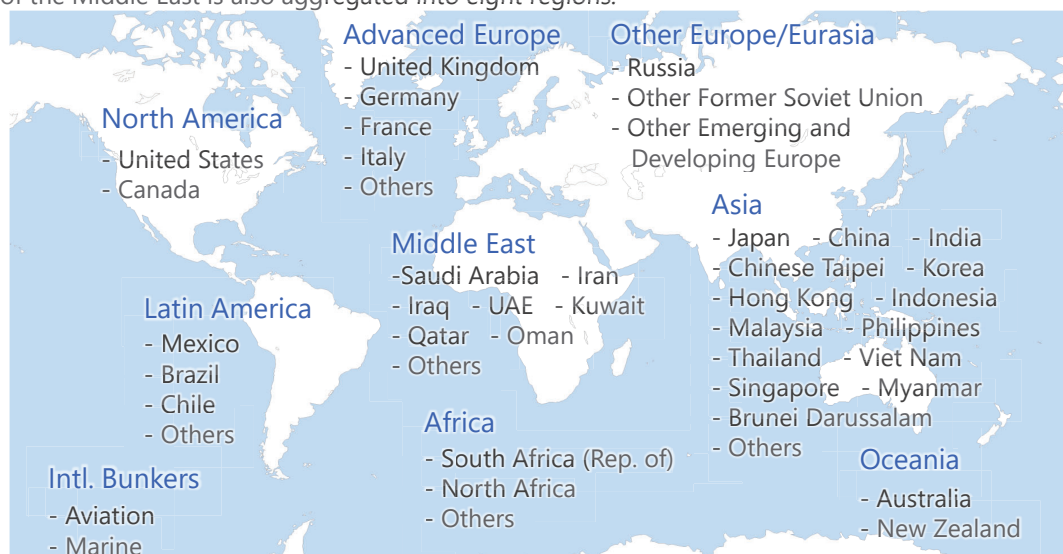 of the Middle East is also aggregated into eight regions.
Advanced Europe
- United Kingdom
- Germany
- France
- Italy
- Others
Other Europe/Eurasia
- Russia
- Other Former Soviet Union
- Other Emerging and
Developing Europe
North America
- United States
- Canada
Asia
- Japan - China - India
- Chinese Taipei - Korea
- Hong Kong - Indonesia
- Malaysia - Philippines
- Thailand - Viet Nam
- Singapore - Myanmar
- Brunei Darussalam
- Others
Middle East
-Saudi Arabia - Iran
- Iraq - UAE - Kuwait
- Qatar - Oman
- Others
Latin America
- Mexico
- Brazil
- Chile
- Others
Africa
- South Africa (Rep. of)
- North Africa
- Others
Oceania
- Australia
- New Zealand
Intl. Bunkers
- Aviation
- Marine